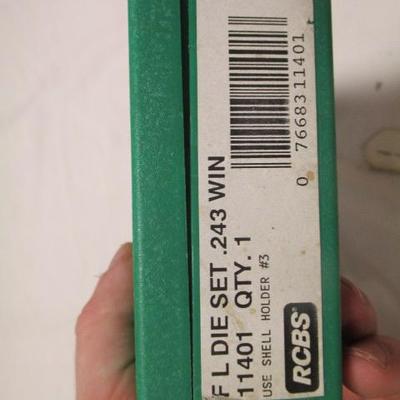 0 76683 11401
F L DIE SET .243 WIN
11401 QTY. 1
USE SHELL HOLDER #3
RCBS®